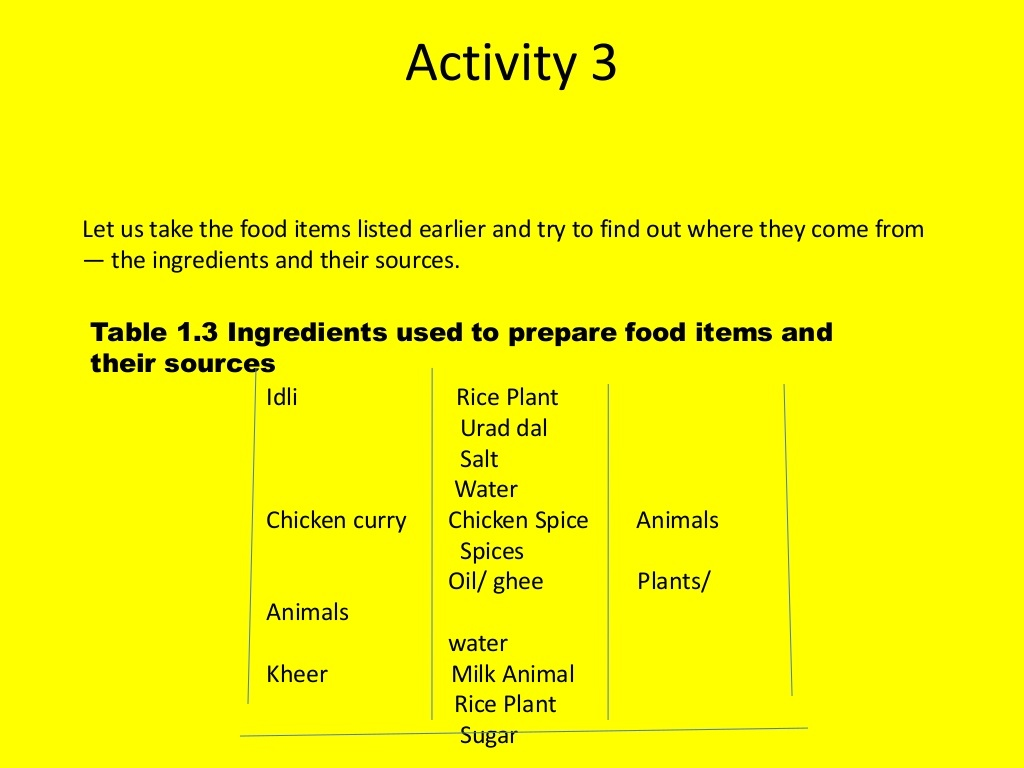 Activity 3
Let us take the food items listed earlier and try to find out where they come from
— the ingredients and their sources.
Table 1.3 Ingredients used to prepare food items and
their sources
Idli Rice Plant
Urad dal
Salt
Water
Chicken curry Chicken Spice Animals
Spices
Oil/ ghee Plants/
Animals
water
Kheer Milk Animal
Rice Plant
Sugar